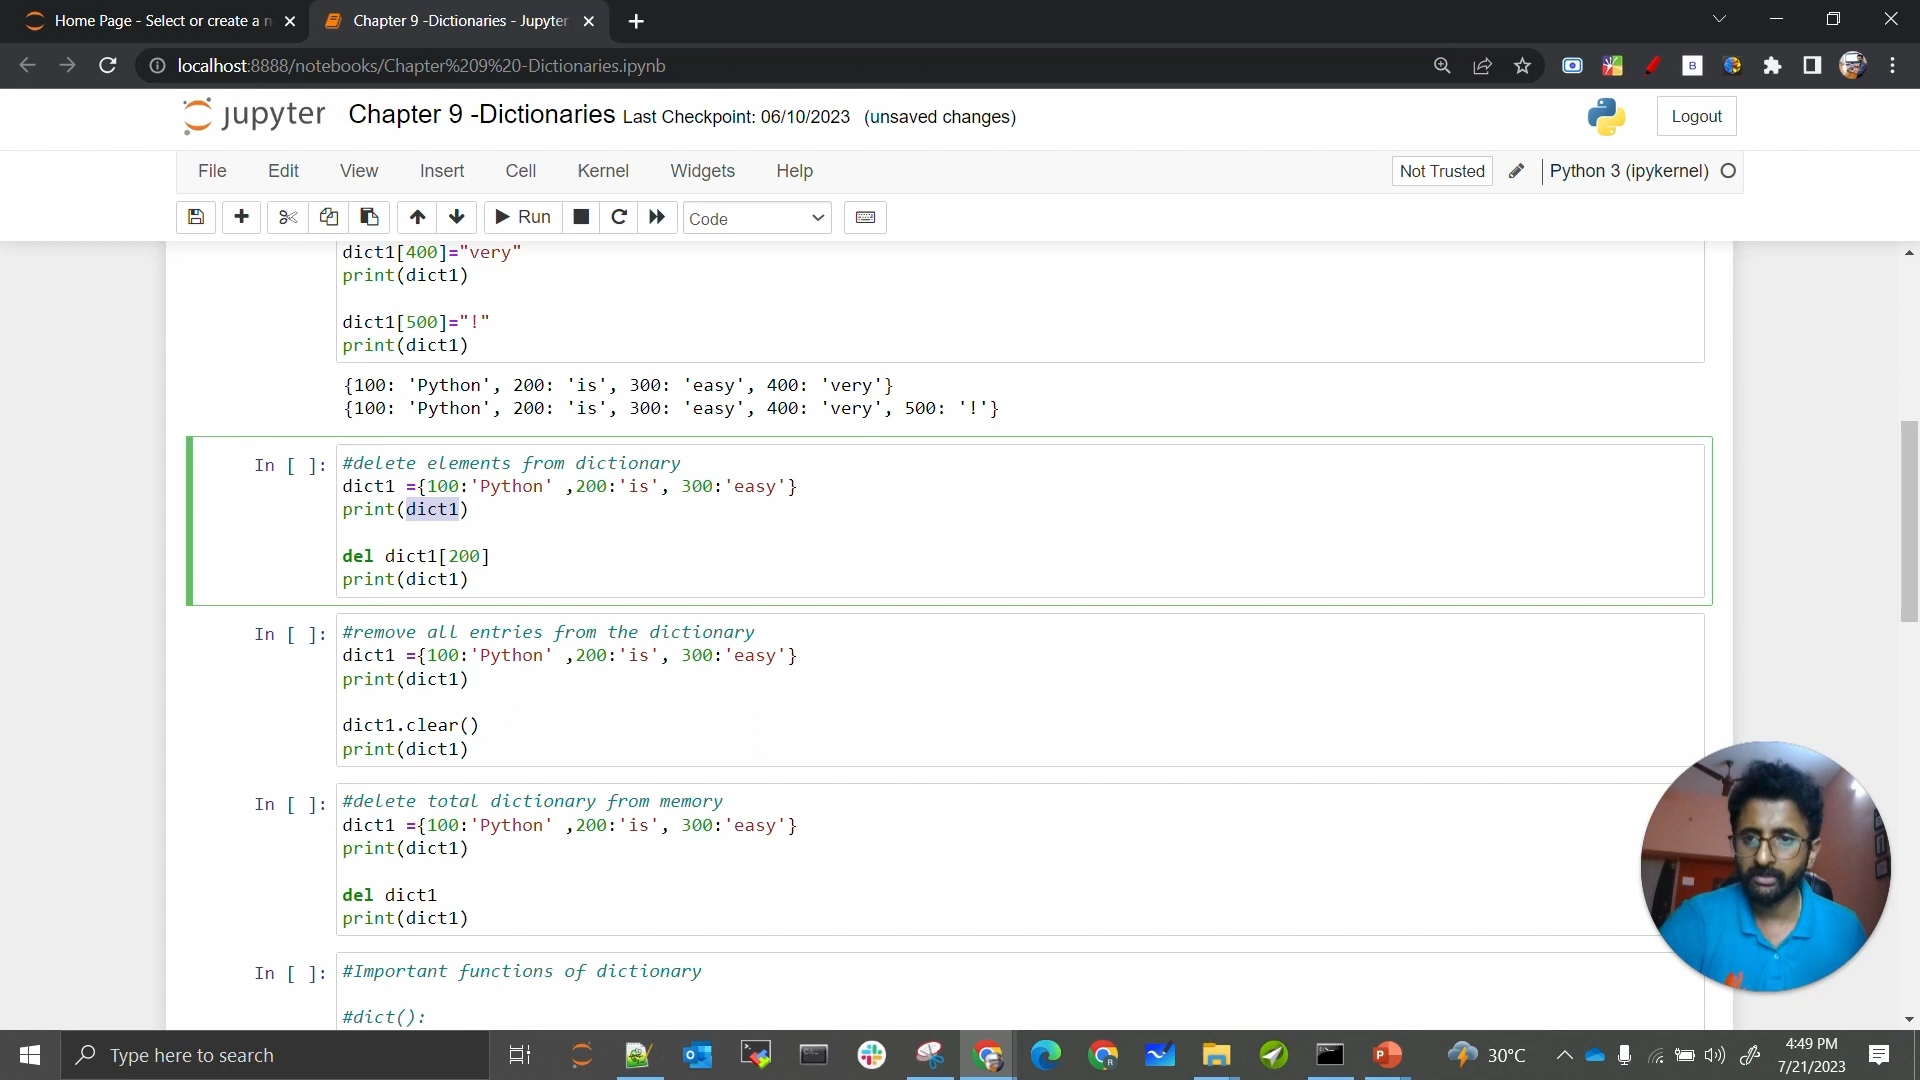 Home Page - Select or create a n
Chapter 9 -Dictionaries - Jupyter
localhost:8888/notebooks/Chapter%209%20-Dictionaries.ipynb
B
jupyter Chapter 9 -Dictionaries Last Checkpoint: 06/10/2023 (unsaved changes)
Logout
File Edit View Insert Cell Kernel Widgets Help
Not Trusted
Python 3 (ipykernel)
Run
Code
dict1[400]="very"
print(dict1)
dict1[500]="!"
print(dict1)
{100: 'Python', 200: 'is', 300: 'easy', 400: 'very'}
{100: 'Python', 200: 'is', 300: 'easy', 400: 'very', 500: '!'}
In [ ]: #delete elements from dictionary
dict1 ={100:'Python' ,200:'is', 300:'easy'}
print(dict1)
del dict1[200]
print(dict1)
In [ ]: #remove all entries from the dictionary
dict1 ={100:'Python' ,200:'is', 300:'easy'}
print(dict1)
dict1.clear()
print(dict1)
In [ ]: #delete total dictionary from memory
dict1 ={100:'Python' ,200:'is', 300:'easy'}
print(dict1)
del dict1
print(dict1)
In [ ]: #Important functions of dictionary
#dict():
Type here to search
30°C
4:49 PM
7/21/2023